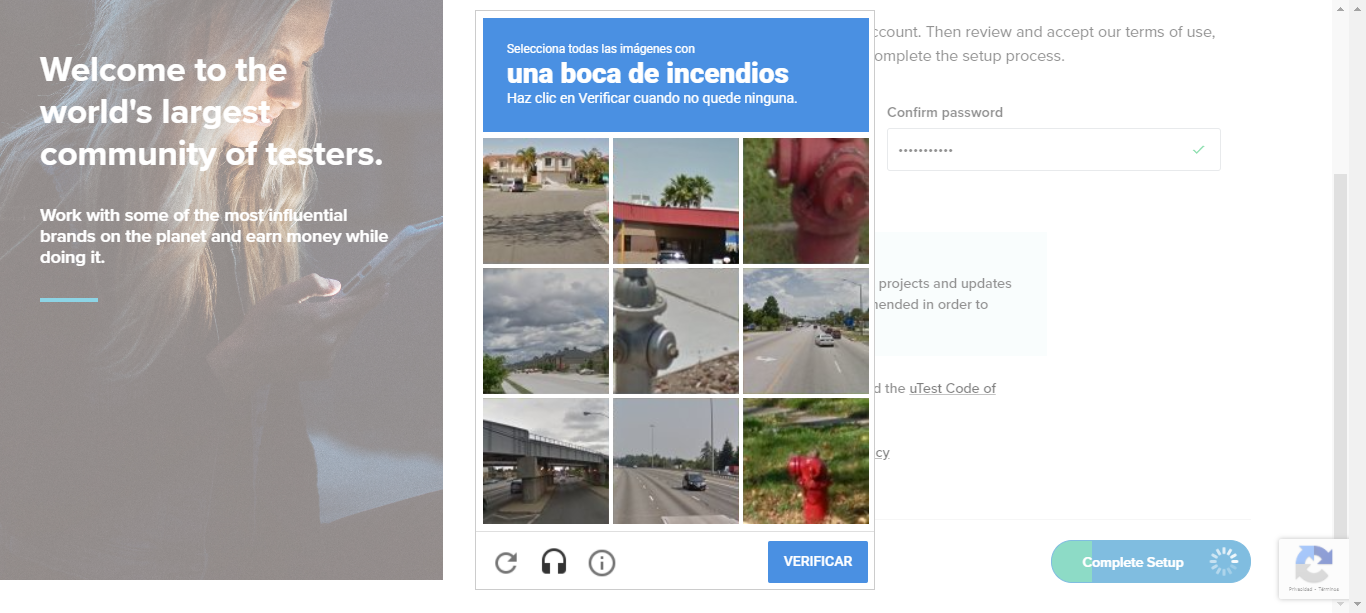 Welcome to the
world's largest
community of testers.
Work with some of the most influential
brands on the planet and earn money while
doing it.
Selecciona todas las imágenes con
una boca de incendios
Haz clic en Verificar cuando no quede ninguna.
VERIFICAR
ccount. Then review and accept our terms of use,
omplete the setup process.
Confirm password
•••••••••••
projects and updates
nended in order to
d the uTest Code of
cy
Complete Setup
Privacidad - Términos